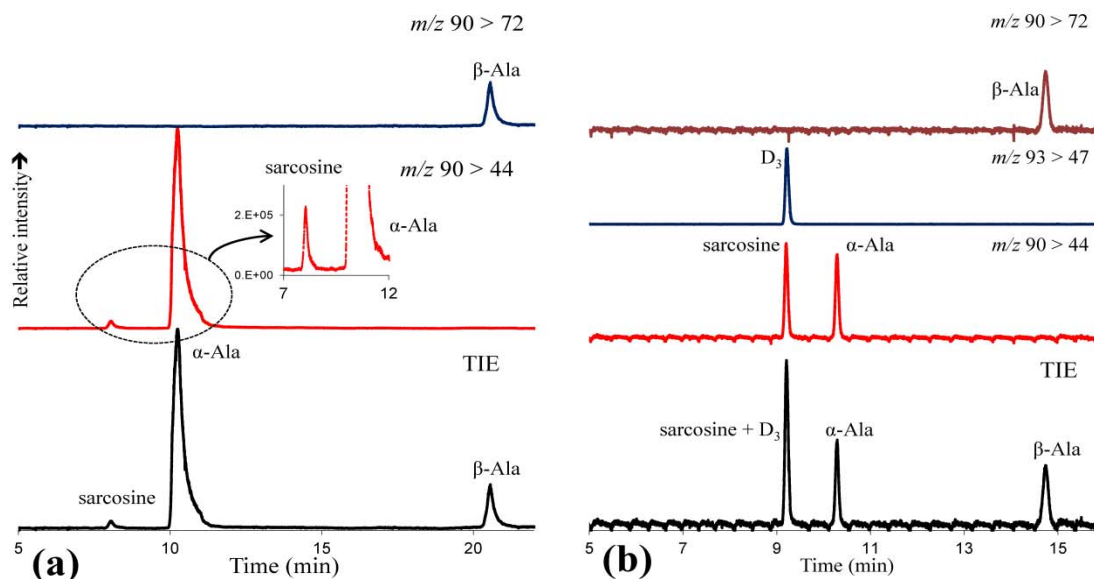 m/z 90 > 72
β-Ala
sarcosine
m/z 90 > 44
2.E+05
α-Ala
0.E+00
7
12
Relative intensity➔
α-Ala
TIE
sarcosine
β-Ala
5
10
15
20
(a)
Time (min)
m/z 90 > 72
β-Ala
D3
m/z 93 > 47
sarcosine
α-Ala
m/z 90 > 44
TIE
sarcosine + D3
α-Ala
β-Ala
5
7
9
11
13
15
(b)
Time (min)